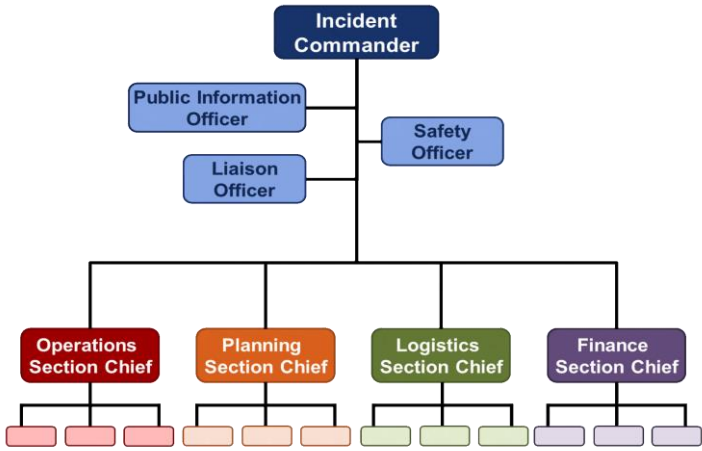 Incident
Commander
Public Information
Officer
Safety
Officer
Liaison
Officer
Operations
Section Chief
Planning
Section Chief
Logistics
Section Chief
Finance
Section Chief